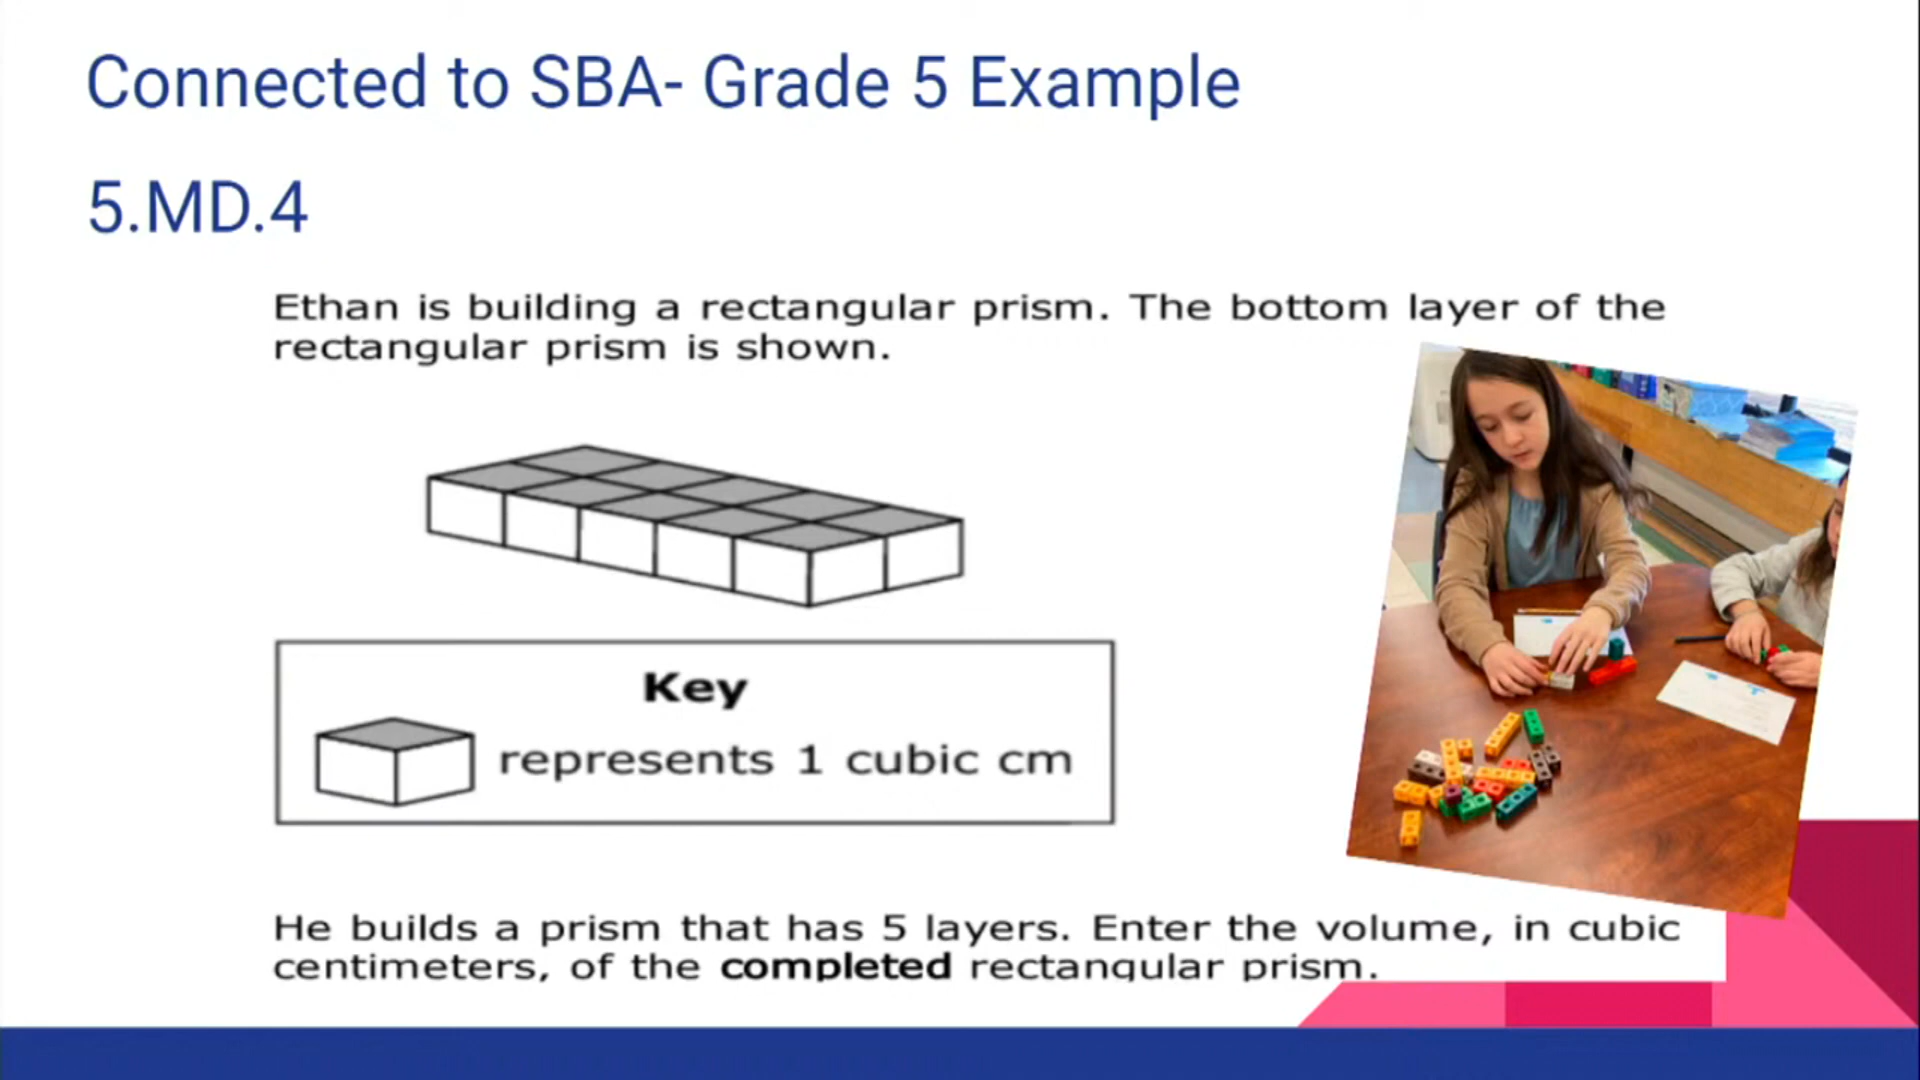 Connected to SBA- Grade 5 Example
5.MD.4
Ethan is building a rectangular prism. The bottom layer of the
rectangular prism is shown.
Key
represents 1 cubic cm
He builds a prism that has 5 layers. Enter the volume, in cubic
centimeters, of the completed rectangular prism.